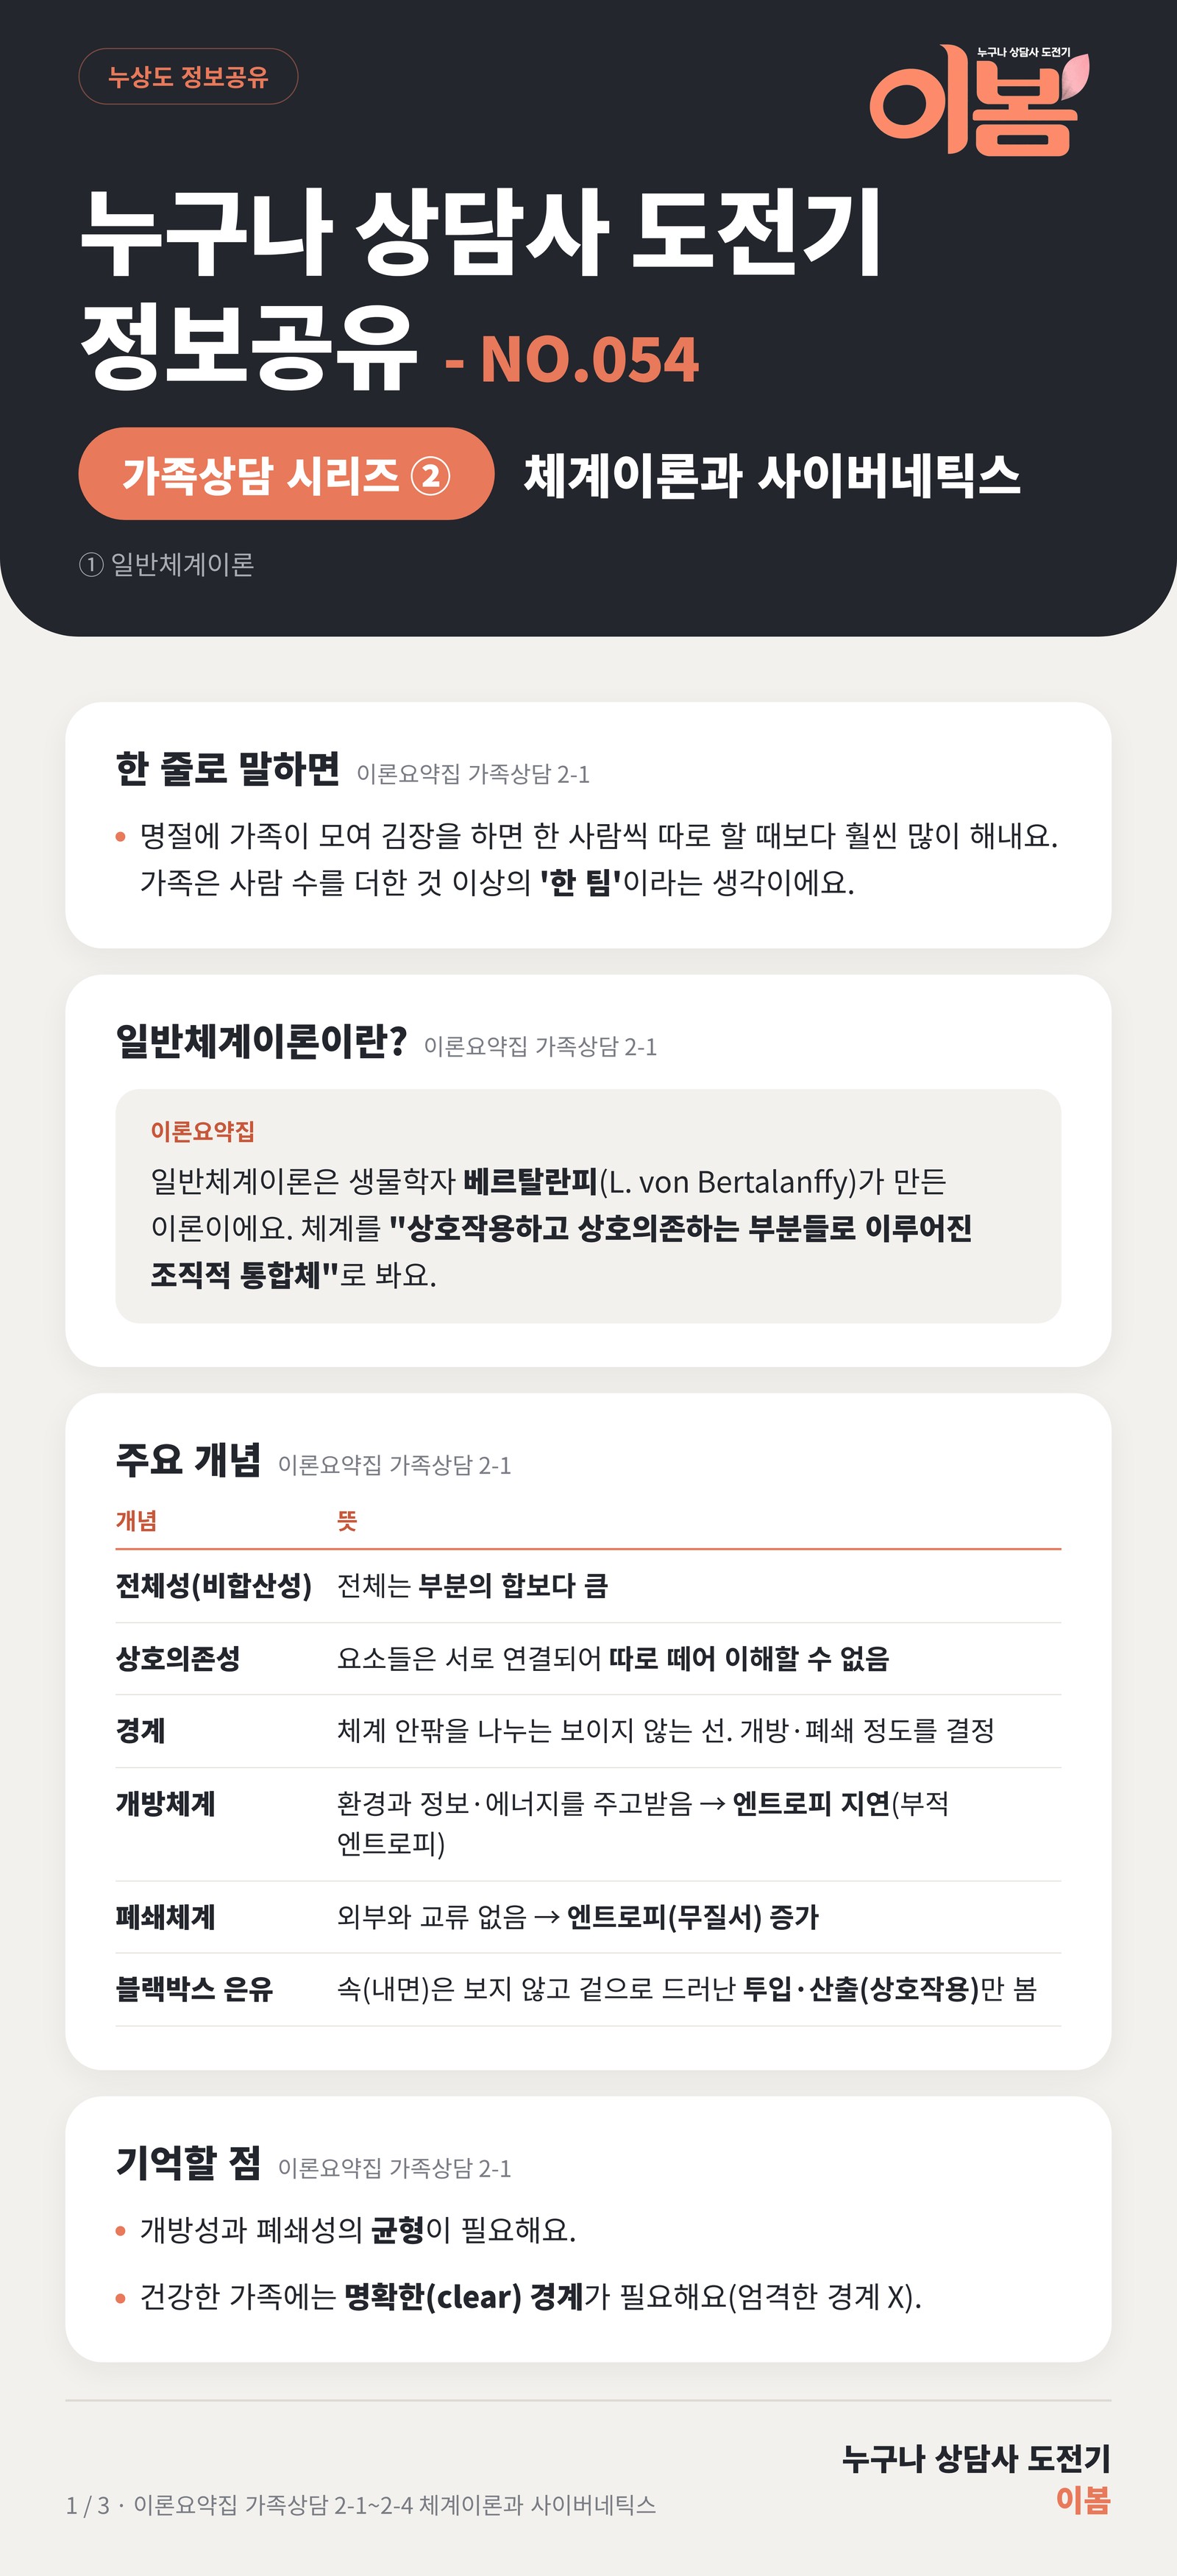 누상도 정보공유
누구나 상담사 도전기
이봄
누구나 상담사 도전기
정보공유 - NO.054
가족상담 시리즈 ② 체계이론과 사이버네틱스
① 일반체계이론
한 줄로 말하면 이론요약집 가족상담 2-1
• 명절에 가족이 모여 김장을 하면 한 사람씩 따로 할 때보다 훨씬 많이 해내요.
가족은 사람 수를 더한 것 이상의 '한 팀'이라는 생각이에요.
일반체계이론이란? 이론요약집 가족상담 2-1
이론요약집
일반체계이론은 생물학자 베르탈란피(L. von Bertalanffy)가 만든
이론이에요. 체계를 "상호작용하고 상호의존하는 부분들로 이루어진
조직적 통합체"로 봐요.
주요 개념 이론요약집 가족상담 2-1
개념 뜻
전체성(비합산성) 전체는 부분의 합보다 큼
상호의존성 요소들은 서로 연결되어 따로 떼어 이해할 수 없음
경계 체계 안팎을 나누는 보이지 않는 선. 개방·폐쇄 정도를 결정
개방체계 환경과 정보·에너지를 주고받음 → 엔트로피 지연(부적
엔트로피)
폐쇄체계 외부와 교류 없음 → 엔트로피(무질서) 증가
블랙박스 은유 속(내면)은 보지 않고 겉으로 드러난 투입·산출(상호작용)만 봄
기억할 점 이론요약집 가족상담 2-1
• 개방성과 폐쇄성의 균형이 필요해요.
• 건강한 가족에는 명확한(clear) 경계가 필요해요(엄격한 경계 X).
누구나 상담사 도전기
1 / 3 · 이론요약집 가족상담 2-1~2-4 체계이론과 사이버네틱스
이봄